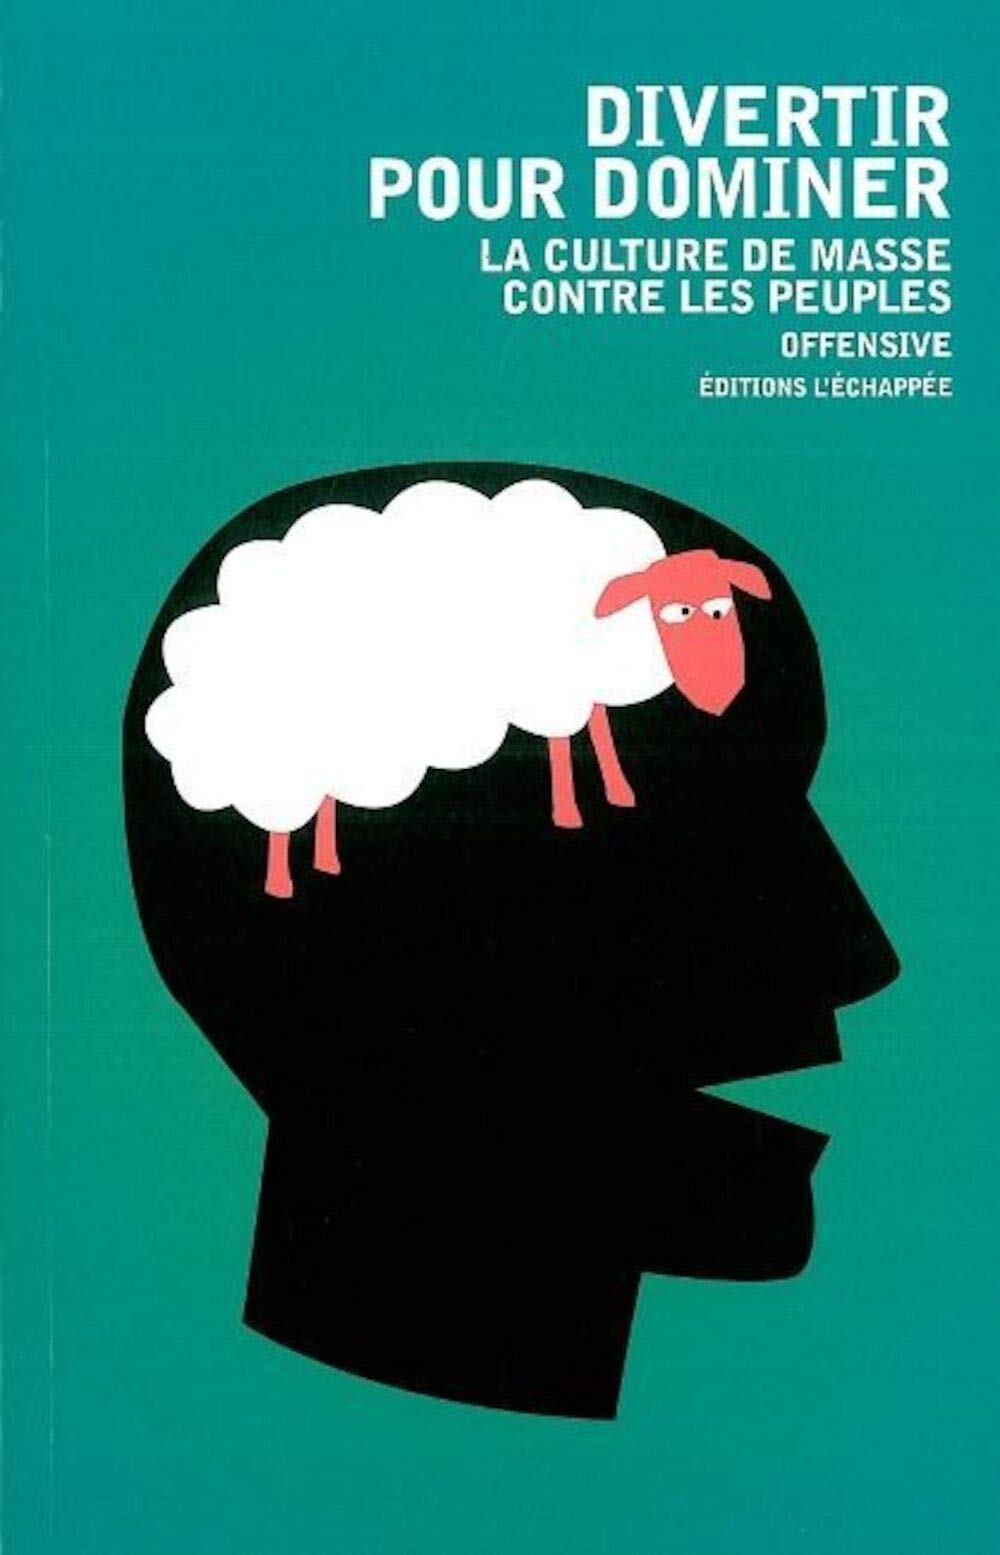 DIVERTIR
POUR DOMINER
LA CULTURE DE MASSE
CONTRE LES PEUPLES
OFFENSIVE
ÉDITIONS L'ÉCHAPPÉE